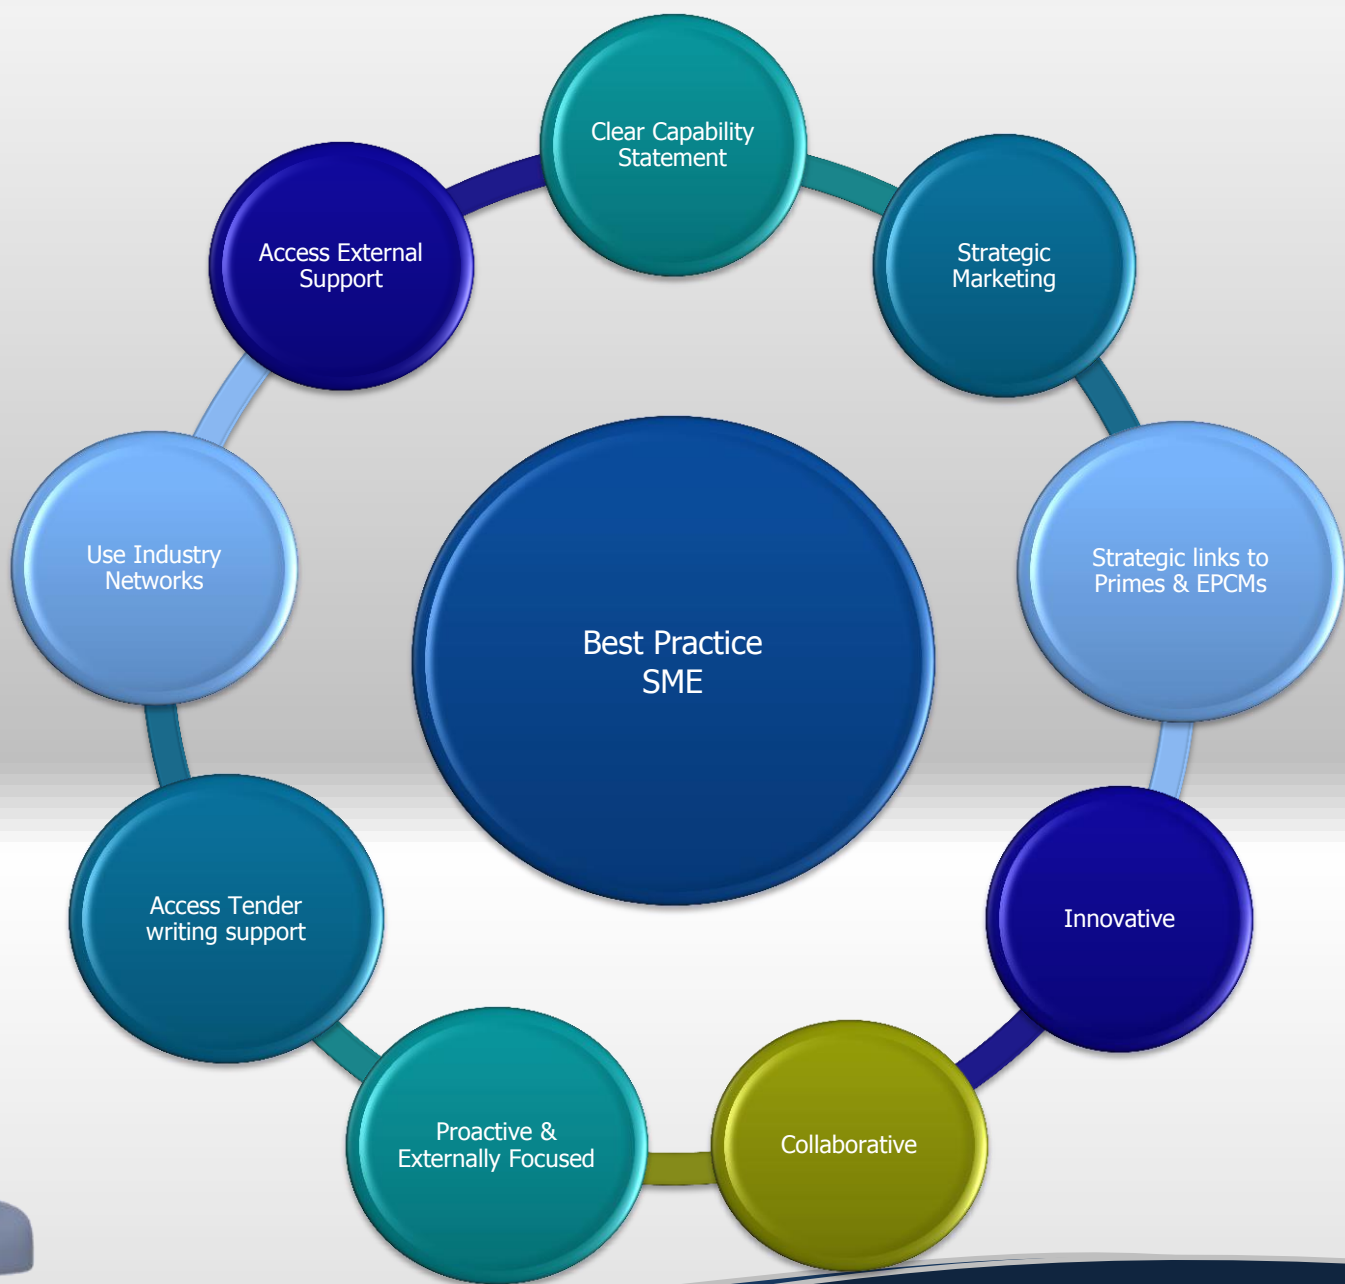 Clear Capability
Statement
Strategic
Marketing
Strategic links to
Primes & EPCMs
Innovative
Collaborative
Proactive &
Externally Focused
Access Tender
writing support
Use Industry
Networks
Access External
Support
Best Practice
SME